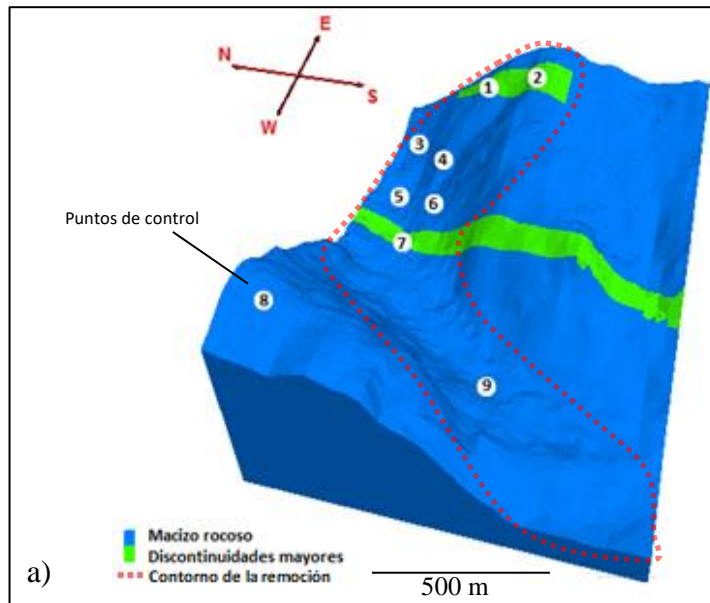 E
N
S
W
1
2
3
4
5
6
7
Puntos de control
8
9
Macizo rocoso
Discontinuidades mayores
Contorno de la remoción
a)
500 m